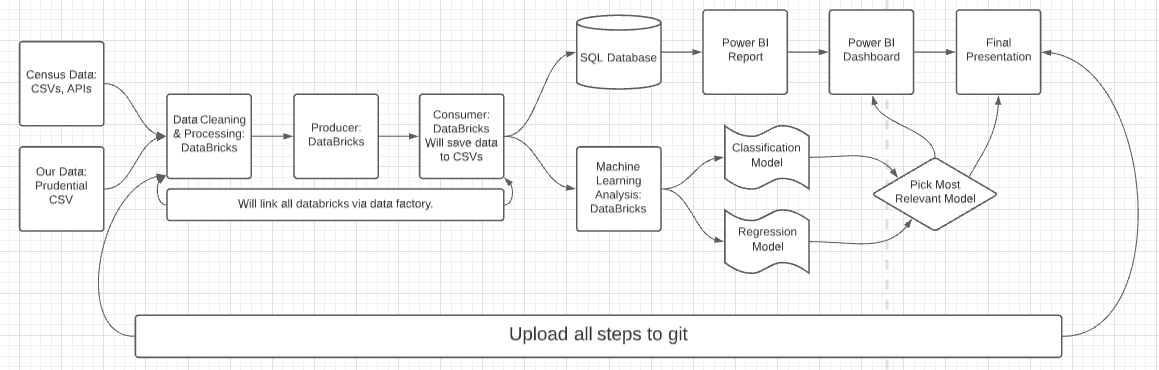 Census Data:
CSVs, APIs
Our Data:
Prudential
CSV
Data Cleaning
& Processing:
DataBricks
Producer:
DataBricks
Consumer:
DataBricks
Will save data
to CSVs
Will link all databricks via data factory.
SQL Database
Power BI
Report
Power BI
Dashboard
Final
Presentation
Machine
Learning
Analysis:
DataBricks
Classification
Model
Regression
Model
Pick Most
Relevant Model
Upload all steps to git